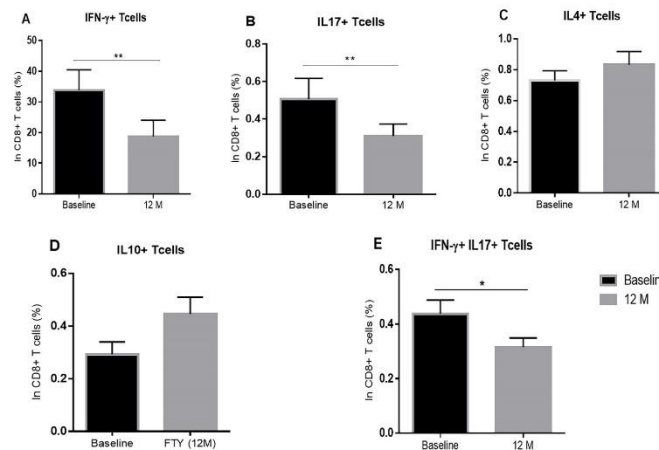 A
IFN-γ+ Tcells
In CD8+ T cells (%)
50
40
30
20
10
0
**
Baseline
12 M
B
IL17+ Tcells
In CD8+ T cells (%)
0.8
0.6
0.4
0.2
0.0
**
Baseline
12 M
C
IL4+ Tcells
In CD8+ T cells (%)
1.0
0.8
0.6
0.4
0.2
0.0
Baseline
12 M
D
IL10+ Tcells
In CD8+ T cells (%)
0.6
0.4
0.2
0.0
Baseline
FTY (12M)
E
IFN-γ+ IL17+ Tcells
In CD8+ T cells (%)
0.6
0.4
0.2
0.0
*
Baseline
12 M
Baselin
12 M